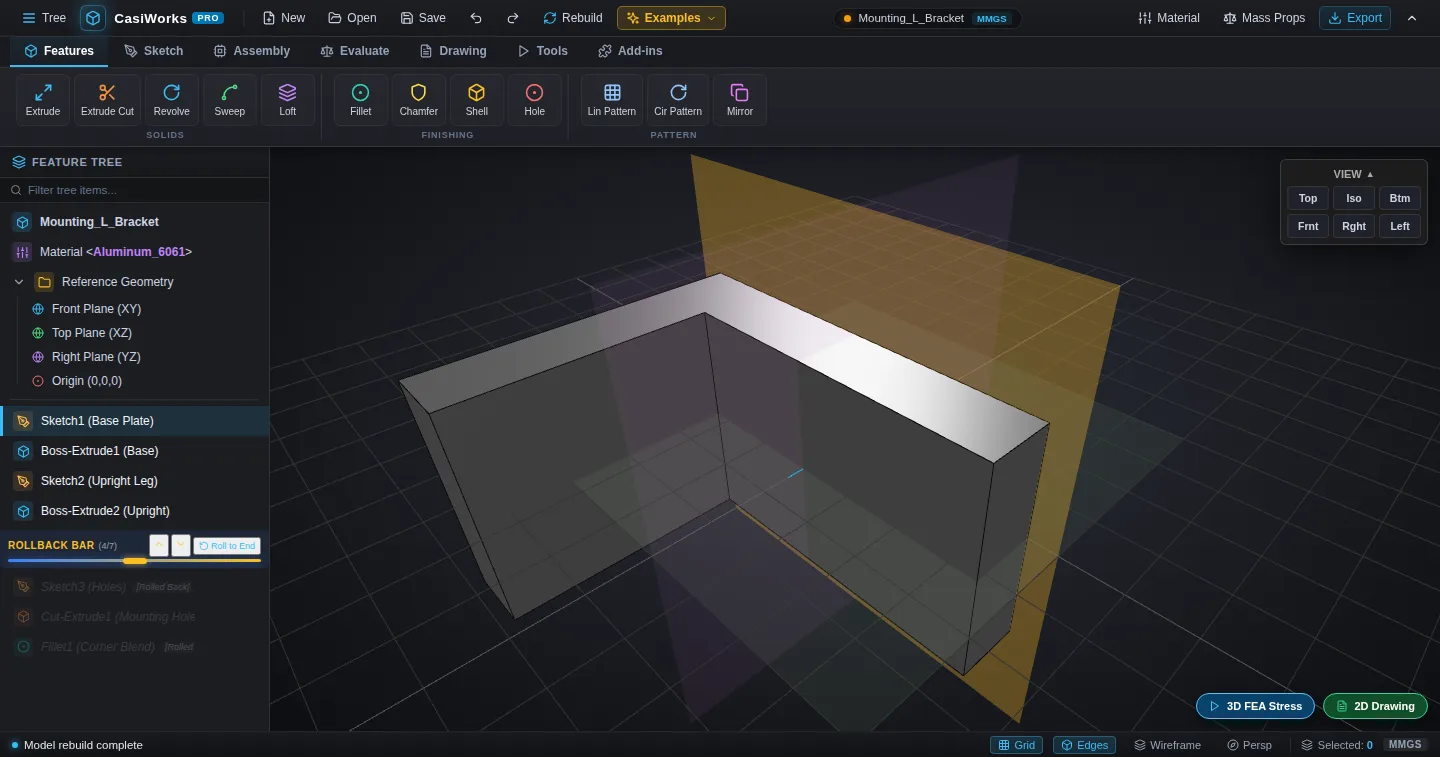 Tree CasiWorks PRO New Open Save Rebuild Examples Mounting_L_Bracket MMGS Material Mass Props Export
Features Sketch Assembly Evaluate Drawing Tools Add-ins
Extrude Extrude Cut Revolve Sweep Loft Fillet Chamfer Shell Hole Lin Pattern Cir Pattern Mirror
SOLIDS FINISHING PATTERN
FEATURE TREE
Filter tree items...
Mounting_L_Bracket
Material <Aluminum_6061>
Reference Geometry
Front Plane (XY)
Top Plane (XZ)
Right Plane (YZ)
Origin (0,0,0)
Sketch1 (Base Plate)
Boss-Extrude1 (Base)
Sketch2 (Upright Leg)
Boss-Extrude2 (Upright)
ROLLBACK BAR (4/7) Roll to End
Sketch3 (Holes) [Rolled Back]
Cut-Extrude1 (Mounting Hole
Fillet1 (Corner Blend) [Rolled
VIEW ▲
Top Iso Btm
Frnt Rght Left
3D FEA Stress 2D Drawing
Model rebuild complete Grid Edges Wireframe Persp Selected: 0 MMGS